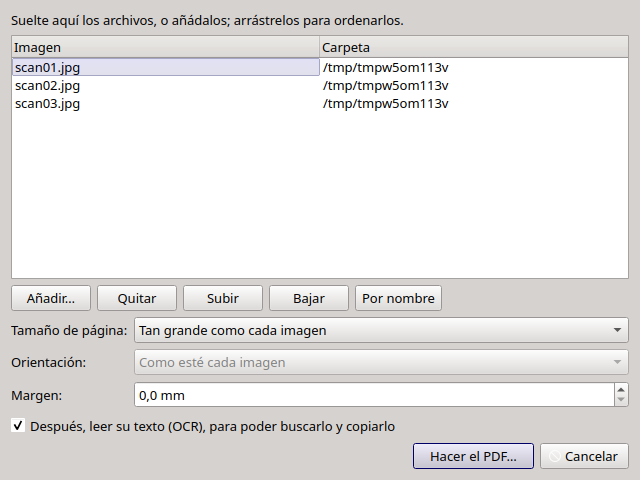 Suelte aquí los archivos, o añádalos; arrástrelos para ordenarlos.
Imagen Carpeta
scan01.jpg /tmp/tmpw5om113v
scan02.jpg /tmp/tmpw5om113v
scan03.jpg /tmp/tmpw5om113v
Añadir... Quitar Subir Bajar Por nombre
Tamaño de página: Tan grande como cada imagen
Orientación: Como esté cada imagen
Margen: 0,0 mm
Después, leer su texto (OCR), para poder buscarlo y copiarlo
Hacer el PDF... Cancelar